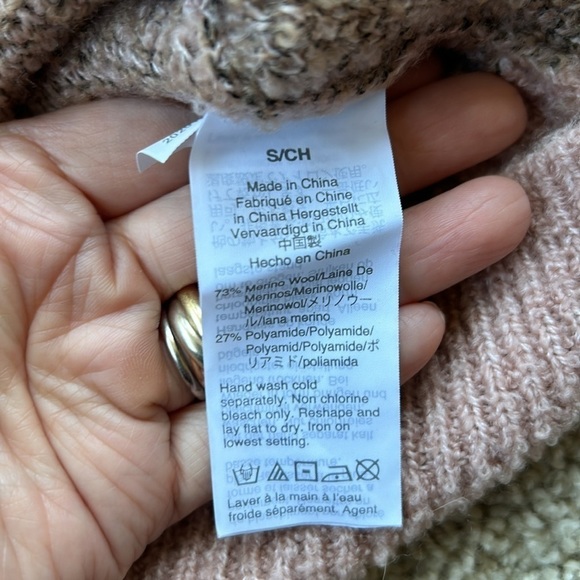 S/CH
Made in China
Fabriqué en Chine
in China Hergestellt
Vervaardigd in China
中国製
Hecho en China
73% Merino Wool/Laine De
Merinos/Merinowolle/
Merinowol/メリノウー
ル/lana merino
27% Polyamide/Polyamide/
Polyamid/Polyamide/ポ
リアミド/poliamida
Hand wash cold
separately. Non chlorine
bleach only. Reshape and
lay flat to dry. Iron on
lowest setting.
Laver à la main à l'eau
froide séparément. Agent